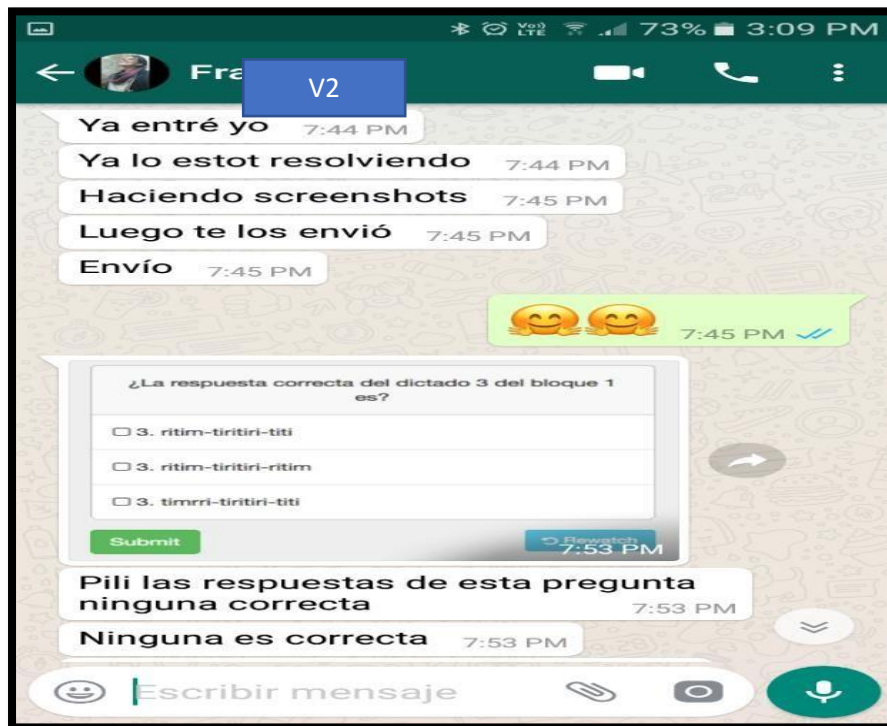 Vo))
LTE
73% 3:09 PM
Fra
V2
Ya entré yo 7:44 PM
Ya lo estot resolviendo 7:44 PM
Haciendo screenshots 7:45 PM
Luego te los envió 7:45 PM
Envío 7:45 PM
7:45 PM
¿La respuesta correcta del dictado 3 del bloque 1
es?
3. ritim-tiritiri-titi
3. ritim-tiritiri-ritim
3. timrri-tiritiri-titi
Submit Rewatch
7:53 PM
Pili las respuestas de esta pregunta
ninguna correcta 7:53 PM
Ninguna es correcta 7:53 PM
Escribir mensaje